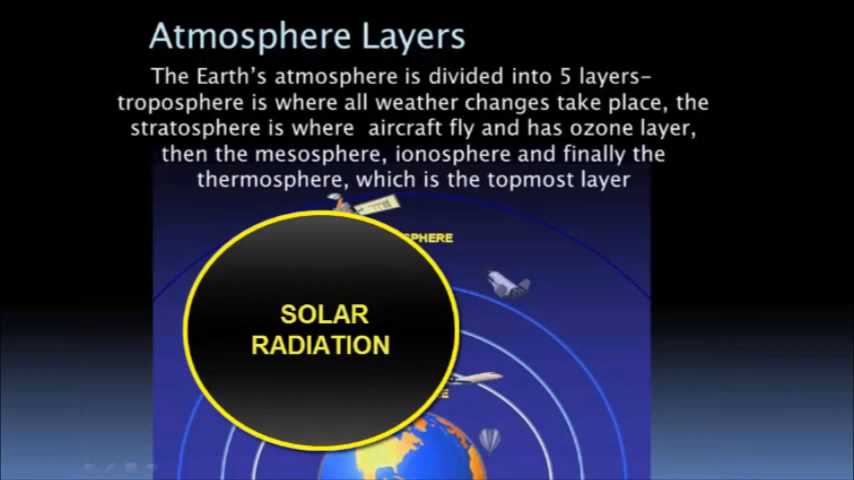 Atmosphere Layers
The Earth's atmosphere is divided into 5 layers-
troposphere is where all weather changes take place, the
stratosphere is where aircraft fly and has ozone layer,
then the mesosphere, ionosphere and finally the
thermosphere, which is the topmost layer
SPHERE
SOLAR
RADIATION
E